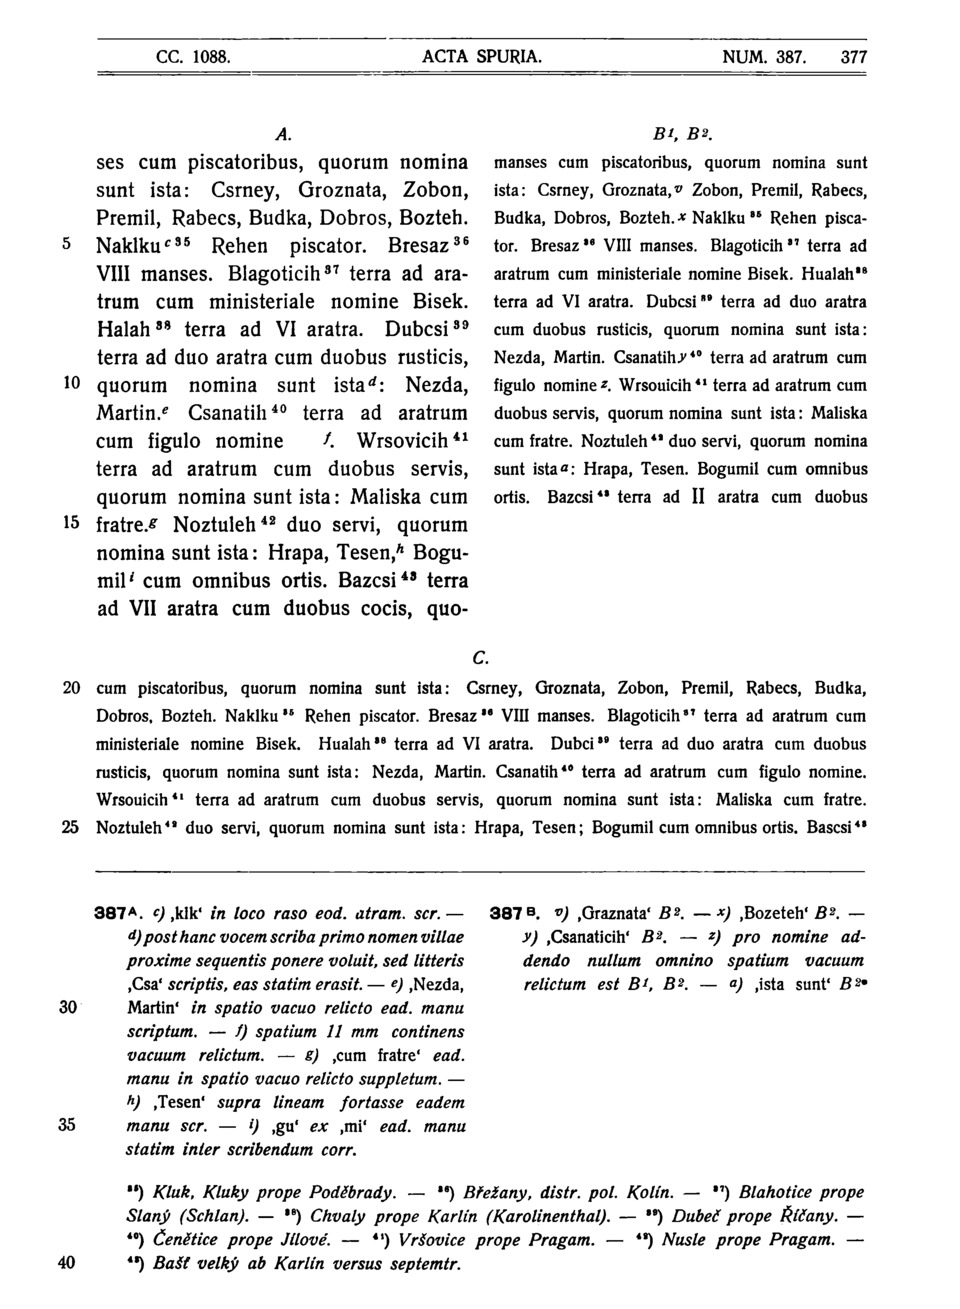 CC. 1088. ACTA SPURIA. NUM. 387. 377
A.
ses cum piscatoribus, quorum nomina
sunt ista: Csrney, Groznata, Zobon,
Premil, Rabecs, Budka, Dobros, Bozteh.
5 Naklku c 35 Rehen piscator. Bresaz 36
VIII manses. Blagoticih 37 terra ad ara-
trum cum ministeriale nomine Bisek.
Halah 38 terra ad VI aratra. Dubcsi 39
terra ad duo aratra cum duobus rusticis,
10 quorum nomina sunt ista d: Nezda,
Martin. e Csanatih 40 terra ad aratrum
cum figulo nomine f. Wrsovicih 41
terra ad aratrum cum duobus servis,
quorum nomina sunt ista: Maliska cum
15 fratre. g Noztuleh 42 duo servi, quorum
nomina sunt ista: Hrapa, Tesen, h Bogu-
mil i cum omnibus ortis. Bazcsi 43 terra
ad VII aratra cum duobus cocis, quo-
B1, B2.
manses cum piscatoribus, quorum nomina sunt
ista: Csrney, Groznata, v Zobon, Premil, Rabecs,
Budka, Dobros, Bozteh. x Naklku 35 Rehen pisca-
tor. Bresaz 36 VIII manses. Blagoticih 37 terra ad
aratrum cum ministeriale nomine Bisek. Hualah 38
terra ad VI aratra. Dubcsi 39 terra ad duo aratra
cum duobus rusticis, quorum nomina sunt ista:
Nezda, Martin. Csanatih y 40 terra ad aratrum cum
figulo nomine z. Wrsouicih 41 terra ad aratrum cum
duobus servis, quorum nomina sunt ista: Maliska
cum fratre. Noztuleh 42 duo servi, quorum nomina
sunt ista a: Hrapa, Tesen. Bogumil cum omnibus
ortis. Bazcsi 43 terra ad II aratra cum duobus
C.
20 cum piscatoribus, quorum nomina sunt ista: Csrney, Groznata, Zobon, Premil, Rabecs, Budka,
Dobros, Bozteh. Naklku 35 Rehen piscator. Bresaz 36 VIII manses. Blagoticih 37 terra ad aratrum cum
ministeriale nomine Bisek. Hualah 38 terra ad VI aratra. Dubci 39 terra ad duo aratra cum duobus
rusticis, quorum nomina sunt ista: Nezda, Martin. Csanatih 40 terra ad aratrum cum figulo nomine.
Wrsouicih 41 terra ad aratrum cum duobus servis, quorum nomina sunt ista: Maliska cum fratre.
25 Noztuleh 42 duo servi, quorum nomina sunt ista: Hrapa, Tesen; Bogumil cum omnibus ortis. Bascsi 43
387 A. c) ‚klk‘ in loco raso eod. atram. scr. —
d) post hanc vocem scriba primo nomen villae
proxime sequentis ponere voluit, sed litteris
‚Csa‘ scriptis, eas statim erasit. — e) ‚Nezda,
30 Martin‘ in spatio vacuo relicto ead. manu
scriptum. — f) spatium 11 mm continens
vacuum relictum. — g) ‚cum fratre‘ ead.
manu in spatio vacuo relicto suppletum. —
h) ‚Tesen‘ supra lineam fortasse eadem
35 manu scr. — i) ‚gu‘ ex ‚mi‘ ead. manu
statim inter scribendum corr.
387 B. v) ‚Graznata‘ B2. — x) ‚Bozeteh‘ B2. —
y) ‚Csanaticih‘ B2. — z) pro nomine ad-
dendo nullum omnino spatium vacuum
relictum est B1, B2. — a) ‚ista sunt‘ B2.
35) Kluk, Kluky prope Poděbrady. — 36) Břežany, distr. pol. Kolín. — 37) Blahotice prope
Slaný (Schlan). — 38) Chvaly prope Karlín (Karolinenthal). — 39) Dubeč prope Říčany. —
40) Čenětice prope Jílové. — 41) Vršovice prope Pragam. — 42) Nusle prope Pragam. —
40 43) Bašť velký ab Karlín versus septemtr.